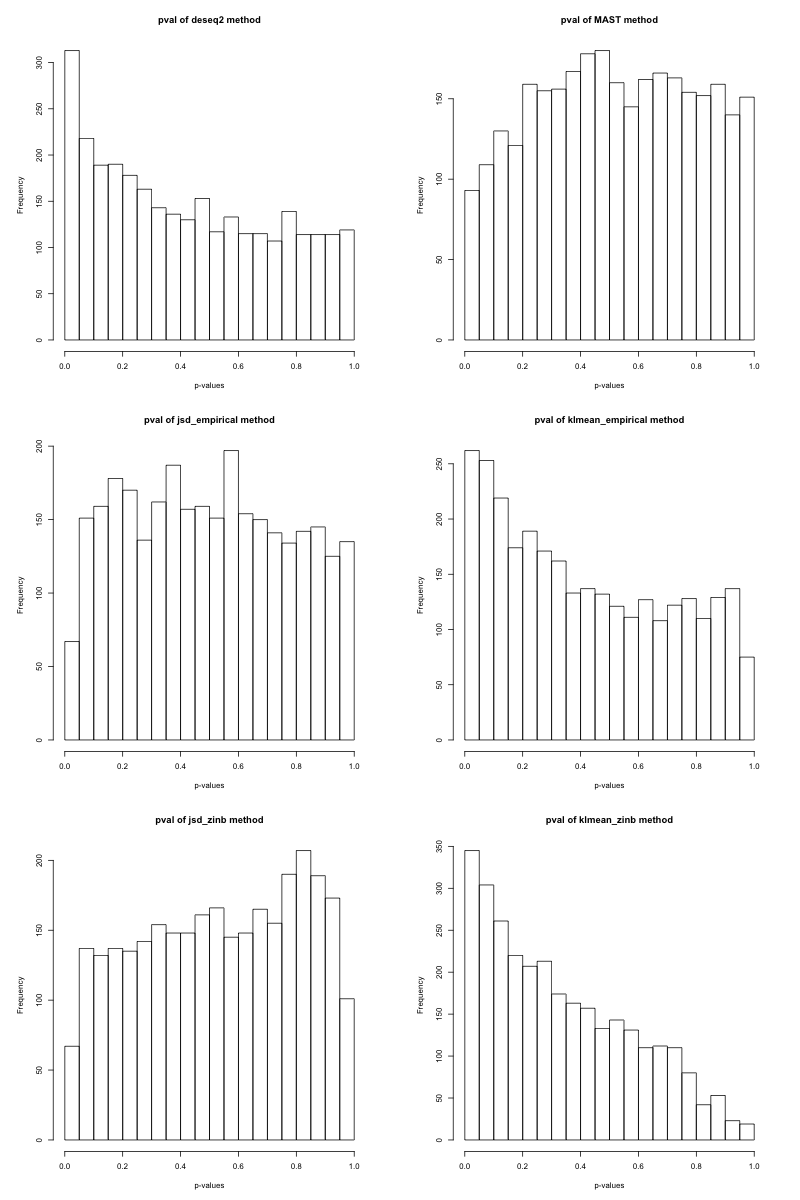 pval of deseq2 method
Frequency
0 50 100 150 200 250 300
0.0 0.2 0.4 0.6 0.8 1.0
p-values
pval of MAST method
Frequency
0 50 100 150
0.0 0.2 0.4 0.6 0.8 1.0
p-values
pval of jsd_empirical method
Frequency
0 50 100 150 200
0.0 0.2 0.4 0.6 0.8 1.0
p-values
pval of klmean_empirical method
Frequency
0 50 100 150 200 250
0.0 0.2 0.4 0.6 0.8 1.0
p-values
pval of jsd_zinb method
Frequency
0 50 100 150 200
0.0 0.2 0.4 0.6 0.8 1.0
p-values
pval of klmean_zinb method
Frequency
0 50 100 150 200 250 300 350
0.0 0.2 0.4 0.6 0.8 1.0
p-values